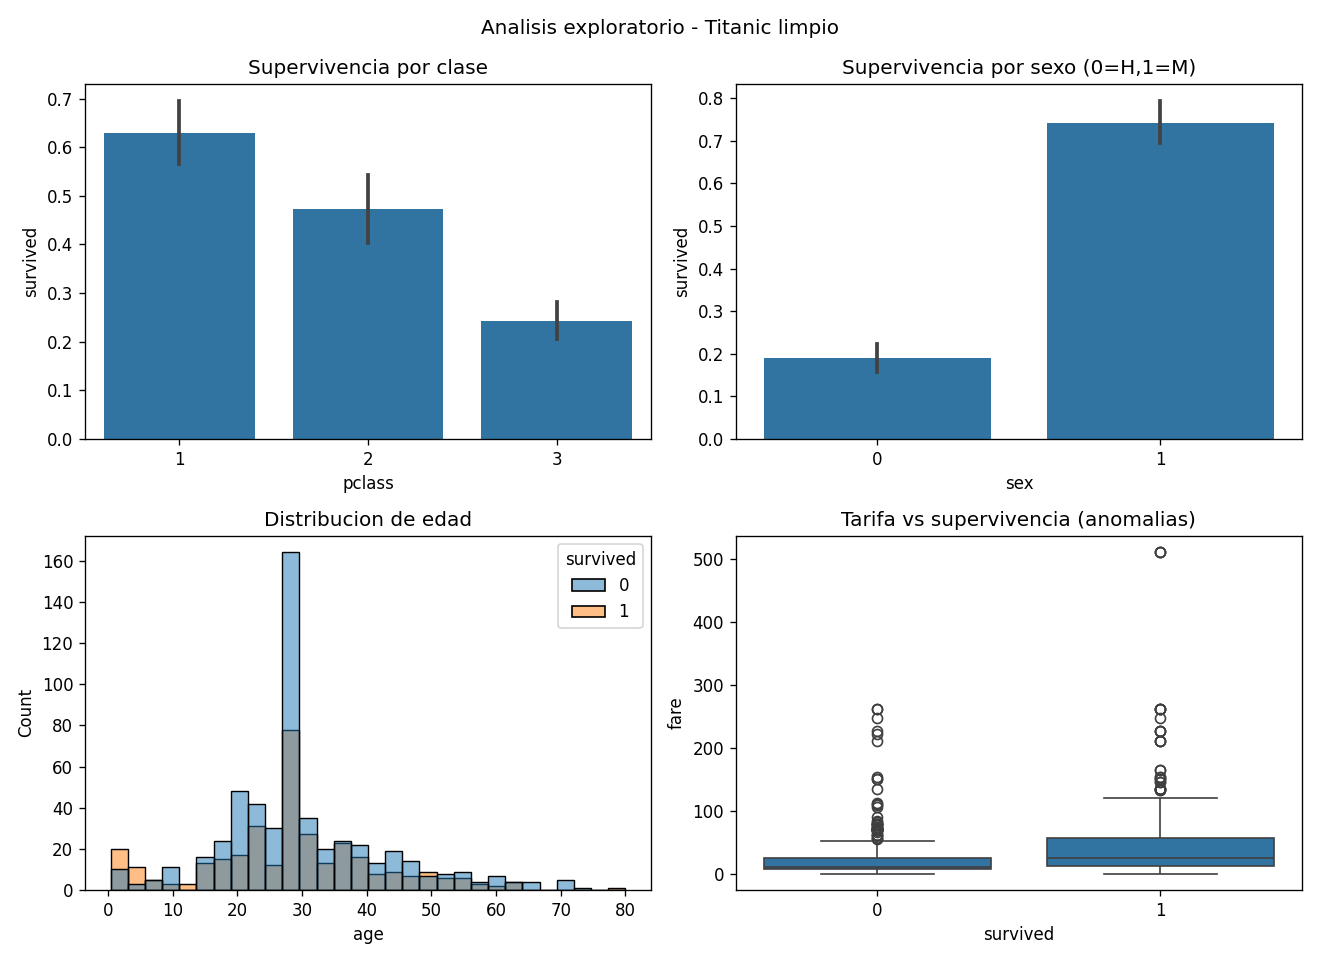 Analisis exploratorio - Titanic limpio
Supervivencia por clase
0.7
0.6
0.5
0.4
0.3
0.2
0.1
0.0
survived
1 2 3
pclass
Supervivencia por sexo (0=H,1=M)
0.8
0.7
0.6
0.5
0.4
0.3
0.2
0.1
0.0
survived
0 1
sex
Distribucion de edad
160
140
120
100
80
60
40
20
0
Count
survived
0
1
0 10 20 30 40 50 60 70 80
age
Tarifa vs supervivencia (anomalias)
500
400
300
200
100
0
fare
0 1
survived